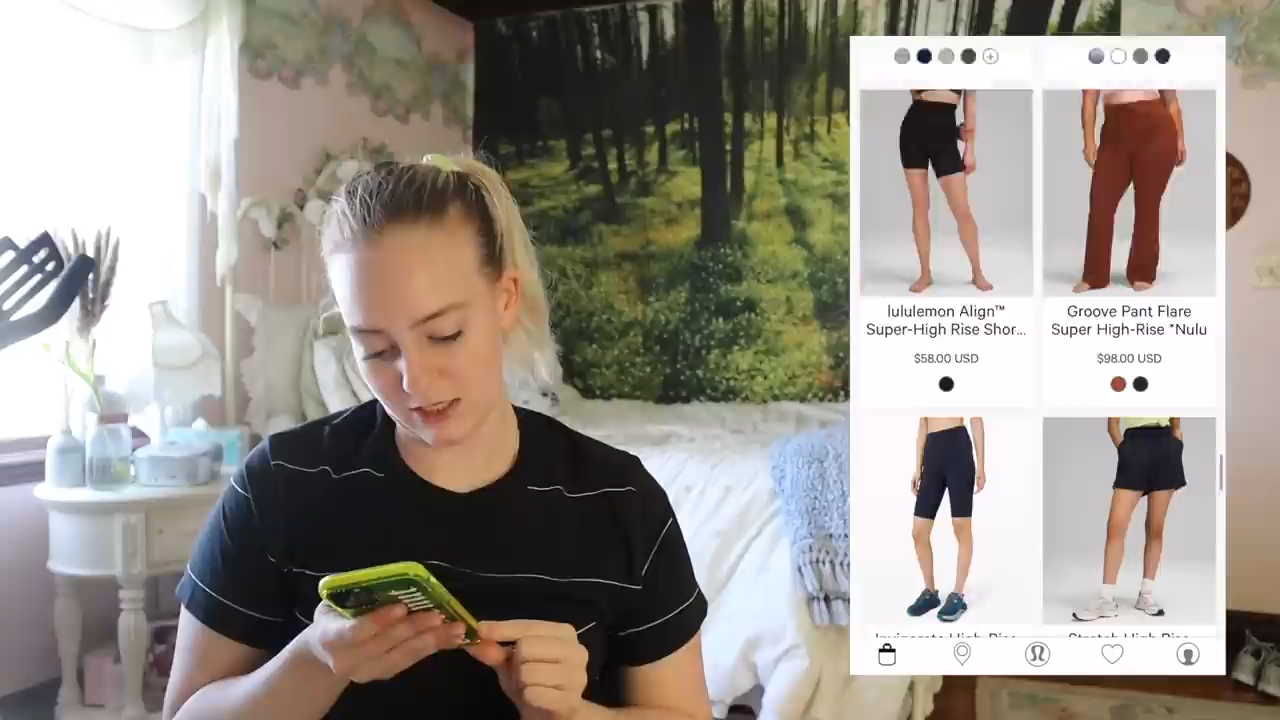 lululemon Align™
Super-High Rise Shor...
$58.00 USD
Groove Pant Flare
Super High-Rise *Nulu
$98.00 USD